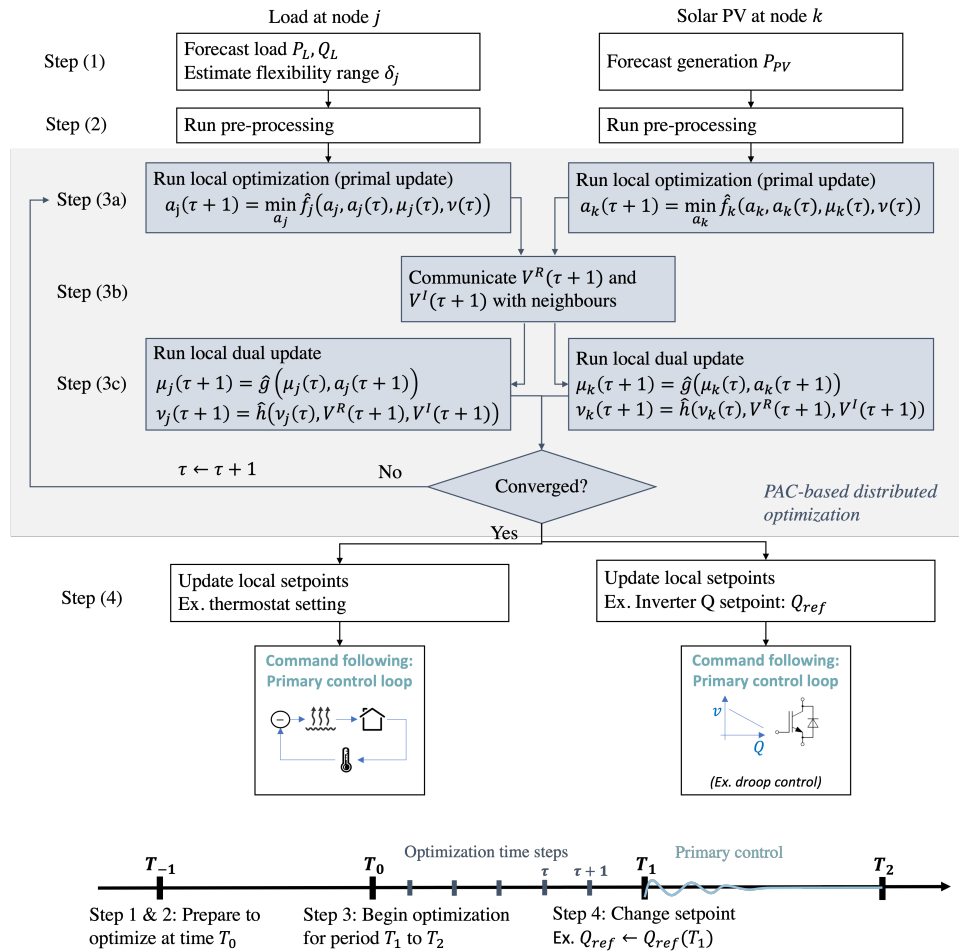 Load at node j
Solar PV at node k
Step (1)
Forecast load P_L, Q_L
Estimate flexibility range δ_j
Forecast generation P_PV
Step (2)
Run pre-processing
Run pre-processing
Step (3a)
Run local optimization (primal update)
a_j(τ + 1) = min_{a_j} f̂_j(a_j, a_j(τ), μ_j(τ), ν(τ))
Run local optimization (primal update)
a_k(τ + 1) = min_{a_k} f̂_k(a_k, a_k(τ), μ_k(τ), ν(τ))
Step (3b)
Communicate V^R(τ + 1) and
V^I(τ + 1) with neighbours
Step (3c)
Run local dual update
μ_j(τ + 1) = ĝ(μ_j(τ), a_j(τ + 1))
ν_j(τ + 1) = ĥ(ν_j(τ), V^R(τ + 1), V^I(τ + 1))
Run local dual update
μ_k(τ + 1) = ĝ(μ_k(τ), a_k(τ + 1))
ν_k(τ + 1) = ĥ(ν_k(τ), V^R(τ + 1), V^I(τ + 1))
τ ← τ + 1
No
Converged?
PAC-based distributed
optimization
Yes
Step (4)
Update local setpoints
Ex. thermostat setting
Update local setpoints
Ex. Inverter Q setpoint: Q_ref
Command following:
Primary control loop
−
Command following:
Primary control loop
v
Q
(Ex. droop control)
Optimization time steps
Primary control
T_{−1}
T_0
τ
τ + 1
T_1
T_2
Step 1 & 2: Prepare to
optimize at time T_0
Step 3: Begin optimization
for period T_1 to T_2
Step 4: Change setpoint
Ex. Q_ref ← Q_ref(T_1)